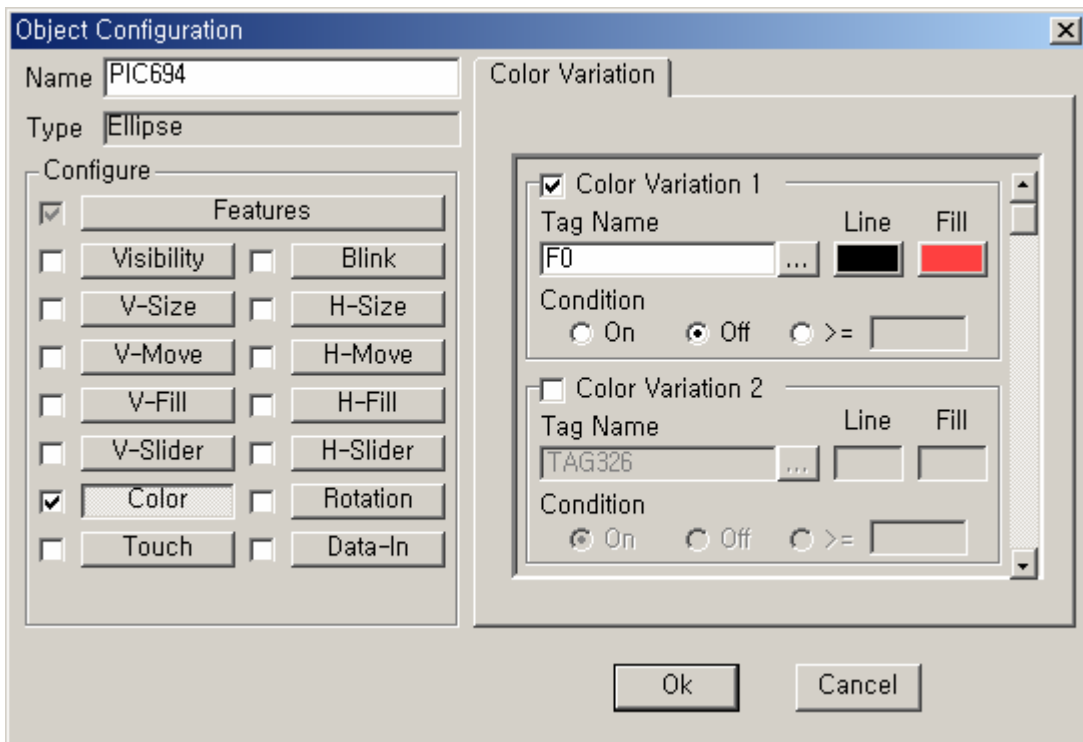 Object Configuration
Name PIC694
Type Ellipse
Configure
Features
Visibility Blink
V-Size H-Size
V-Move H-Move
V-Fill H-Fill
V-Slider H-Slider
Color Rotation
Touch Data-In
Color Variation
Color Variation 1
Tag Name Line Fill
F0 ...
Condition
On Off >=
Color Variation 2
Tag Name Line Fill
TAG326 ...
Condition
On Off >=
Ok Cancel